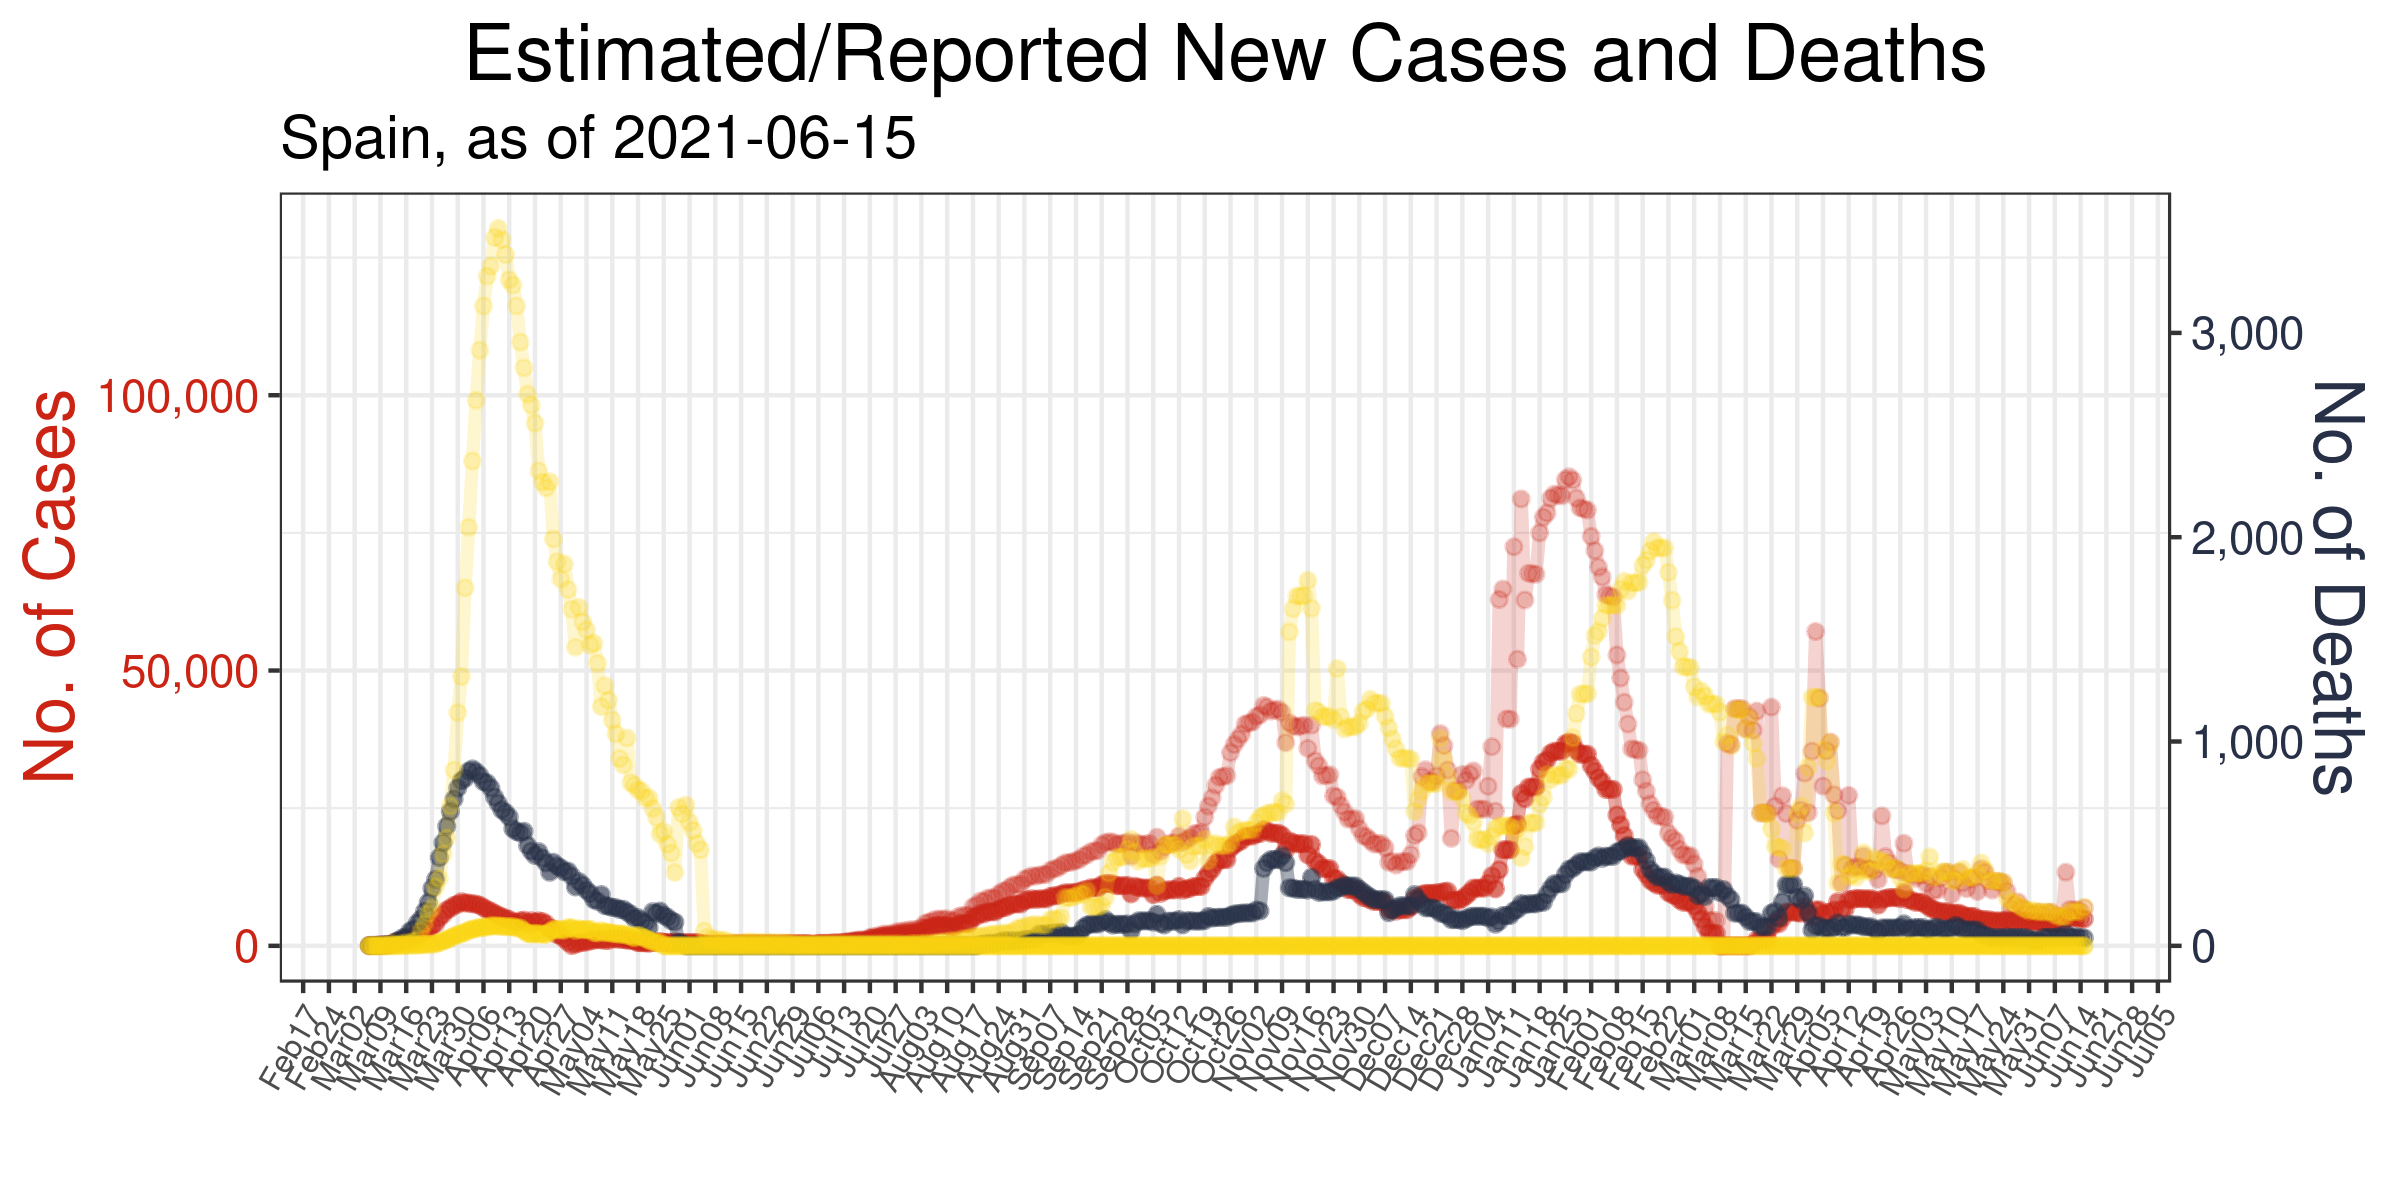 Estimated/Reported New Cases and Deaths
Spain, as of 2021-06-15
No. of Cases
100,000
50,000
0
3,000
2,000
1,000
0
No. of Deaths
Feb17
Feb24
Mar02
Mar09
Mar16
Mar23
Mar30
Apr06
Apr13
Apr20
Apr27
May04
May11
May18
May25
Jun01
Jun08
Jun15
Jun22
Jun29
Jul06
Jul13
Jul20
Jul27
Aug03
Aug10
Aug17
Aug24
Aug31
Sep07
Sep14
Sep21
Sep28
Oct05
Oct12
Oct19
Oct26
Nov02
Nov09
Nov16
Nov23
Nov30
Dec07
Dec14
Dec21
Dec28
Jan04
Jan11
Jan18
Jan25
Feb01
Feb08
Feb15
Feb22
Mar01
Mar08
Mar15
Mar22
Mar29
Apr05
Apr12
Apr19
Apr26
May03
May10
May17
May24
May31
Jun07
Jun14
Jun21
Jun28
Jul05